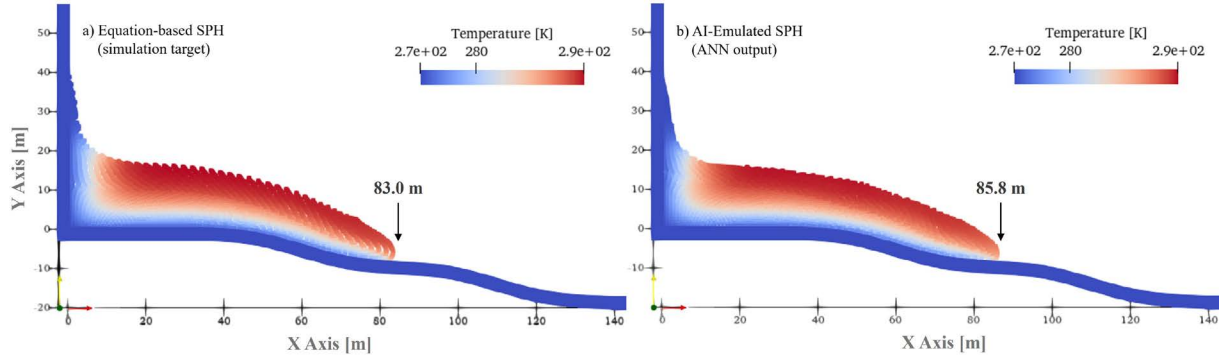 a) Equation-based SPH
(simulation target)
Temperature [K]
2.7e+02 280 2.9e+02
50
40
30
20
10
0
-10
-20
Y Axis [m]
83.0 m
0 20 40 60 80 100 120 140
X Axis [m]
b) AI-Emulated SPH
(ANN output)
Temperature [K]
2.7e+02 280 2.9e+02
50
40
30
20
10
0
-10
-20
85.8 m
0 20 40 60 80 100 120 140
X Axis [m]